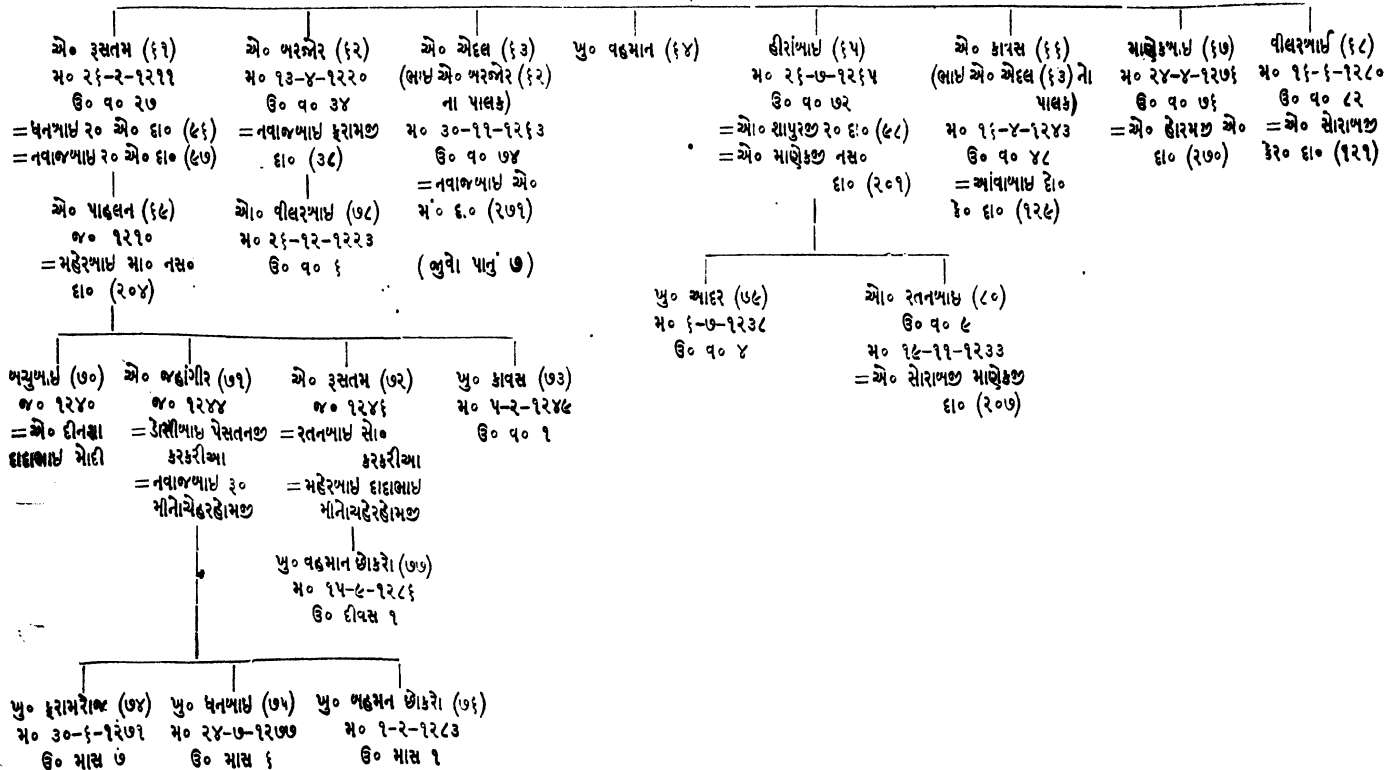 એ૦ રૂસતમ (૬૧)
મ૦ ૨૬-૨-૧૨૧૧
ઉ૦ વ૦ ૨૭
=ધનબાઇ ર૦ એ૦ દા૦ (૯૬)
=નવાજબાઇ ર૦ એ૦ દા૦ (૯૭)
એ૦ બરજોર (૬૨)
મ૦ ૧૩-૪-૧૨૨૦
ઉ૦ વ૦ ૩૪
=નવાજબાઇ ફરામજી
દા૦ (૩૮)
એ૦ એદલ (૬૩)
(ભાઇ એ૦ બરજોર (૬૨)
ના પાલક)
મ૦ ૩૦-૧૧-૧૨૬૩
ઉ૦ વ૦ ૭૪
=નવાજબાઇ એ૦
મં૦ દ.૦ (૨૭૧)
(જુવો પાનું ૭)
ખુ૦ વહમાન (૬૪)
હીરાંબાઇ (૬૫)
મ૦ ૨૬-૭-૧૨૬૫
ઉ૦ વ૦ ૭૨
=ઓ૦ શાપુરજી ર૦ દા૦ (૯૮)
=એ૦ માણેકજી નસ૦
દા૦ (૨૦૧)
એ૦ કાવસ (૬૬)
(ભાઇ એ૦ એદલ (૬૩) નો
પાલક)
મ૦ ૧૬-૪-૧૨૪૩
ઉ૦ વ૦ ૪૮
=આંવાબાઇ દો૦
કે૦ દા૦ (૧૨૯)
માણેકબાઇ (૬૭)
મ૦ ૨૪-૪-૧૨૭૬
ઉ૦ વ૦ ૭૬
=એ૦ હોરમજી એ૦
દા૦ (૨૭૦)
વીલરબાઈ (૬૮)
મ૦ ૧૬-૬-૧૨૮૦
ઉ૦ વ૦ ૮૨
=એ૦ સોરાબજી
કેર૦ દા૦ (૧૨૧)
એ૦ પાહલન (૬૯)
જ૦ ૧૨૧૦
=મહેરબાઇ મા૦ નસ૦
દા૦ (૨૦૪)
ઓ૦ વીલરબાઇ (૭૮)
મ૦ ૨૬-૧૨-૧૨૨૩
ઉ૦ વ૦ ૬
ખુ૦ આદર (૭૯)
મ૦ ૬-૭-૧૨૩૮
ઉ૦ વ૦ ૪
ઓ૦ રતનબાઇ (૮૦)
ઉ૦ વ૦ ૯
મ૦ ૧૯-૧૧-૧૨૩૩
=એ૦ સોરાબજી માણેકજી
દા૦ (૨૦૭)
બચુબાઇ (૭૦)
જ૦ ૧૨૪૦
=એ૦ દીનશા
દાદાભાઇ મોદી
એ૦ જહાંગીર (૭૧)
જ૦ ૧૨૪૪
=ડોસીબાઇ પેસતનજી
કરકરીઆ
=નવાજબાઇ રૂ૦
મીનોચેહરહોમજી
એ૦ રૂસતમ (૭૨)
જ૦ ૧૨૪૬
=રતનબાઇ સો૦
કરકરીઆ
=મહેરબાઇ દાદાભાઇ
મીનોચહેરહોમજી
ખુ૦ કાવસ (૭૩)
મ૦ ૫-૨-૧૨૪૯
ઉ૦ વ૦ ૧
ખુ૦ વહમાન છોકરો (૭૭)
મ૦ ૧૫-૯-૧૨૮૬
ઉ૦ દીવસ ૧
ખુ૦ ફરામરોજ (૭૪)
મ૦ ૩૦-૬-૧૨૭૧
ઉ૦ માસ ૭
ખુ૦ ધનબાઇ (૭૫)
મ૦ ૨૪-૭-૧૨૭૭
ઉ૦ માસ ૬
ખુ૦ બહમન છોકરો (૭૬)
મ૦ ૧-૨-૧૨૮૩
ઉ૦ માસ ૧